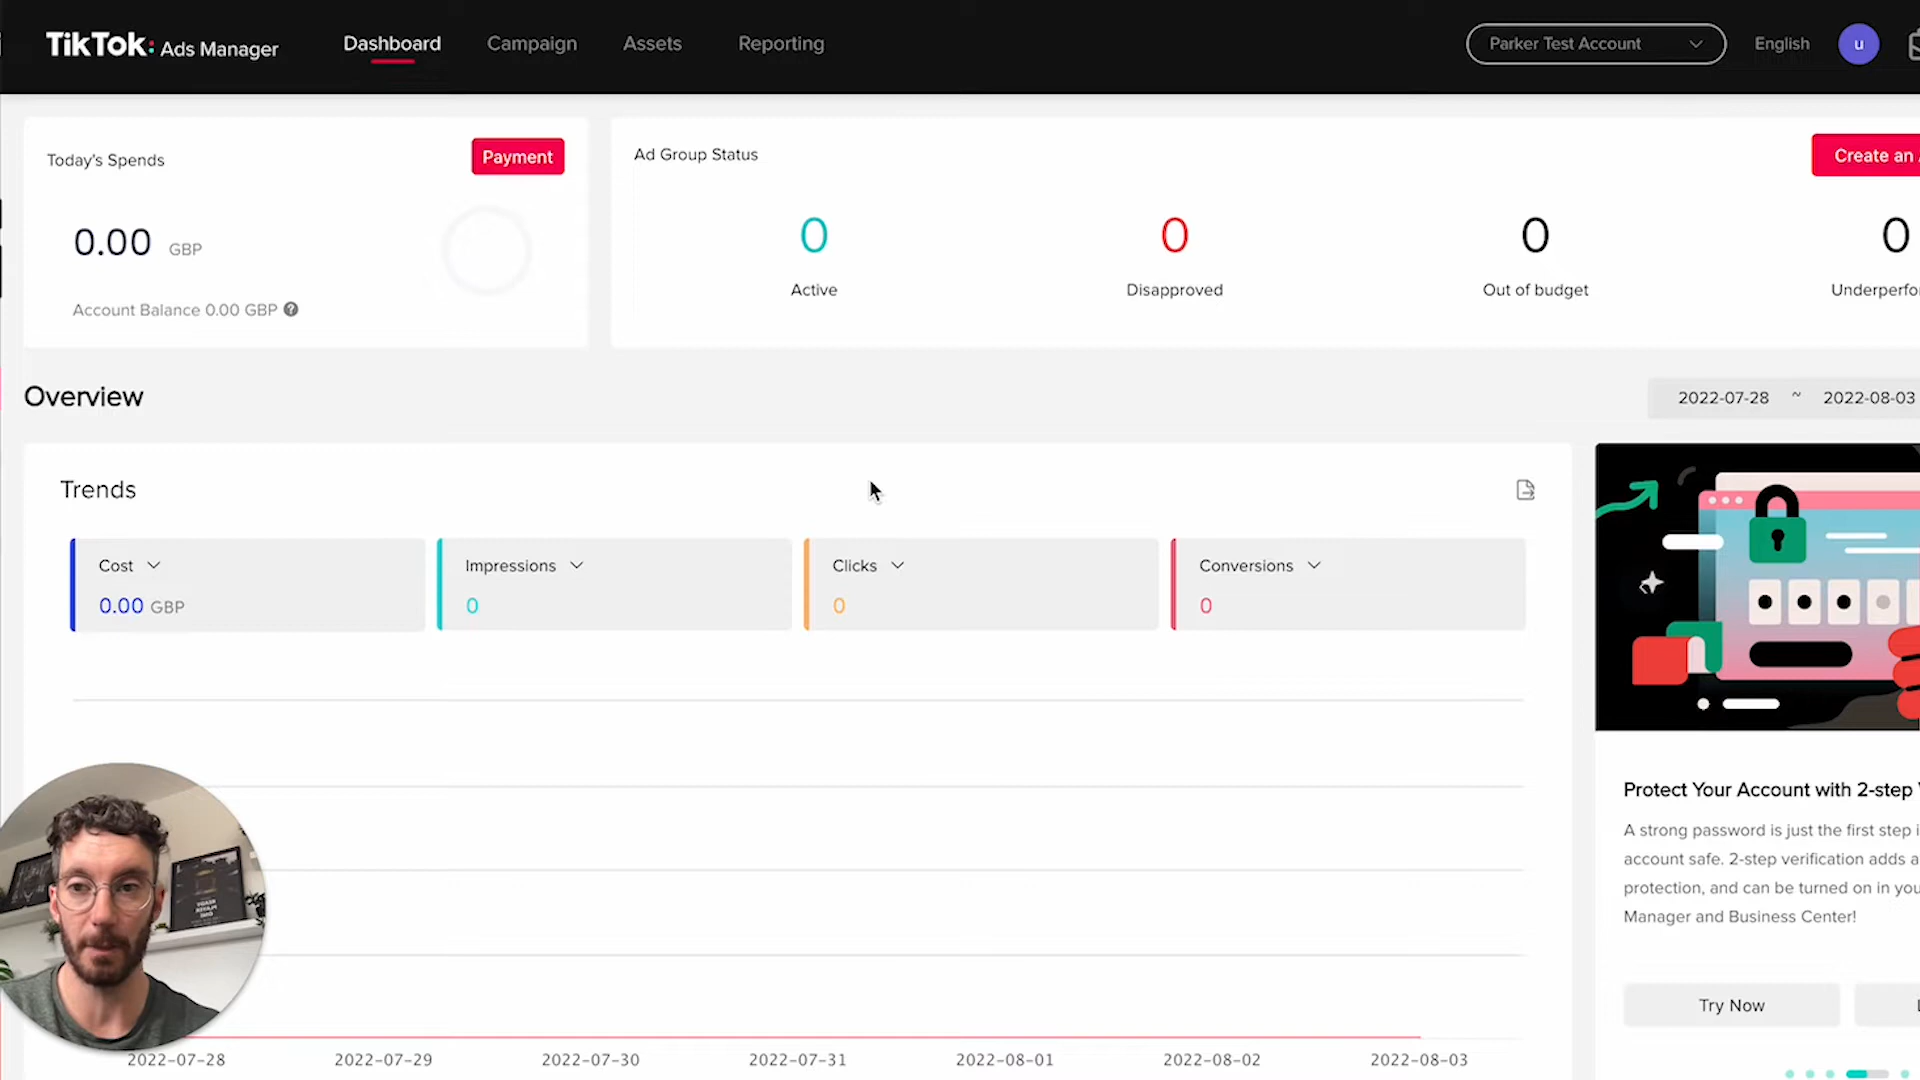 TikTok: Ads Manager
Dashboard
Campaign
Assets
Reporting
Parker Test Account
English
u
Today's Spends
Payment
0.00 GBP
Account Balance 0.00 GBP
Ad Group Status
Create an
0
Active
0
Disapproved
0
Out of budget
0
Underperfo
Overview
2022-07-28 ~ 2022-08-03
Trends
Cost
0.00 GBP
Impressions
0
Clicks
0
Conversions
0
2022-07-28
2022-07-29
2022-07-30
2022-07-31
2022-08-01
2022-08-02
2022-08-03
Protect Your Account with 2-step
A strong password is just the first step
account safe. 2-step verification adds a
protection, and can be turned on in you
Manager and Business Center!
Try Now